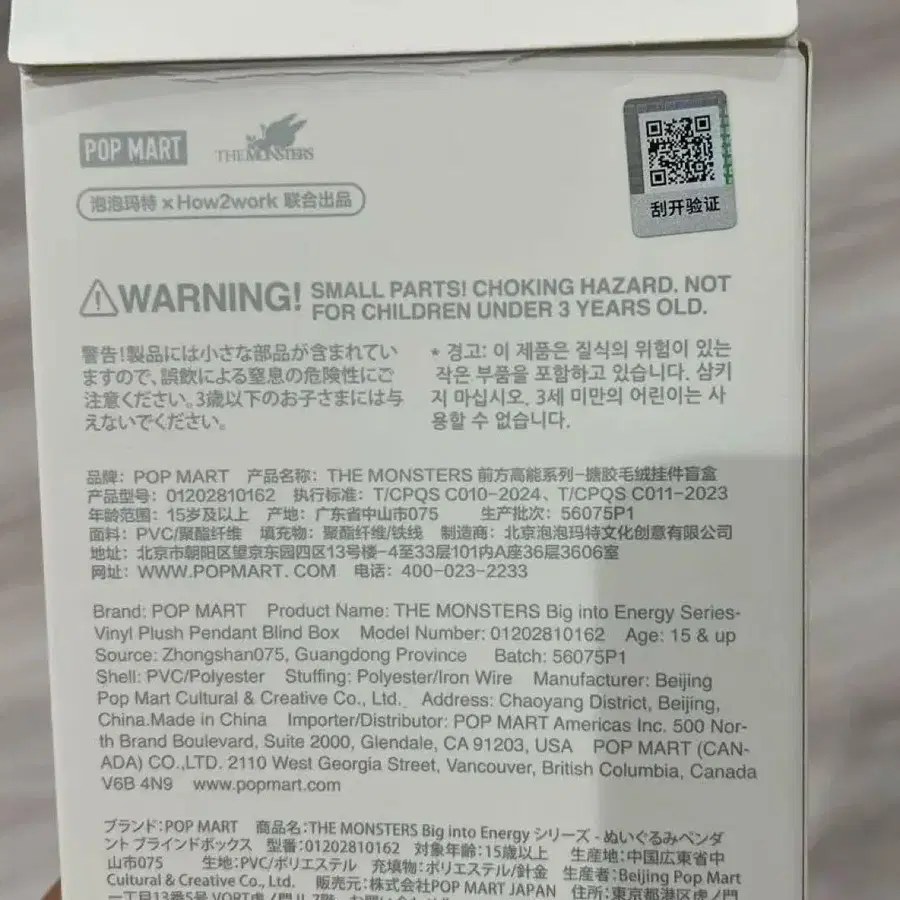 POP MART THE MONSTERS
泡泡玛特 x How2work 联合出品
刮开验证
WARNING! SMALL PARTS! CHOKING HAZARD. NOT
FOR CHILDREN UNDER 3 YEARS OLD.
警告!製品には小さな部品が含まれてい
ますので、誤飲による窒息の危険性にご
注意ください。3歳以下のお子さまには与
えないでください。
* 경고: 이 제품은 질식의 위험이 있는
작은 부품을 포함하고 있습니다. 삼키
지 마십시오. 3세 미만의 어린이는 사
용할 수 없습니다.
品牌: POP MART 产品名称: THE MONSTERS 前方高能系列-搪胶毛绒挂件盲盒
产品型号: 01202810162 执行标准: T/CPQS C010-2024、T/CPQS C011-2023
年龄范围: 15岁及以上 产地: 广东省中山市075 生产批次: 56075P1
面料: PVC/聚酯纤维 填充物: 聚酯纤维/铁线 制造商: 北京泡泡玛特文化创意有限公司
地址: 北京市朝阳区望京东园四区13号楼-4至33层101内A座36层3606室
网址: WWW.POPMART.COM 电话: 400-023-2233
Brand: POP MART Product Name: THE MONSTERS Big into Energy Series-
Vinyl Plush Pendant Blind Box Model Number: 01202810162 Age: 15 & up
Source: Zhongshan075, Guangdong Province Batch: 56075P1
Shell: PVC/Polyester Stuffing: Polyester/Iron Wire Manufacturer: Beijing
Pop Mart Cultural & Creative Co., Ltd. Address: Chaoyang District, Beijing,
China.Made in China Importer/Distributor: POP MART Americas Inc. 500 Nor-
th Brand Boulevard, Suite 2000, Glendale, CA 91203, USA POP MART (CAN-
ADA) CO.,LTD. 2110 West Georgia Street, Vancouver, British Columbia, Canada
V6B 4N9 www.popmart.com
ブランド:POP MART 商品名:THE MONSTERS Big into Energy シリーズ - ぬいぐるみペンダ
ント ブラインドボックス 型番:01202810162 対象年齢:15歳以上 生産地:中国広東省中
山市075 生地:PVC/ポリエステル 充填物:ポリエステル/針金 生産者:Beijing Pop Mart
Cultural & Creative Co., Ltd. 販売元:株式会社POP MART JAPAN 住所:東京都港区虎ノ門
一丁目13番5号 VORT虎ノ門